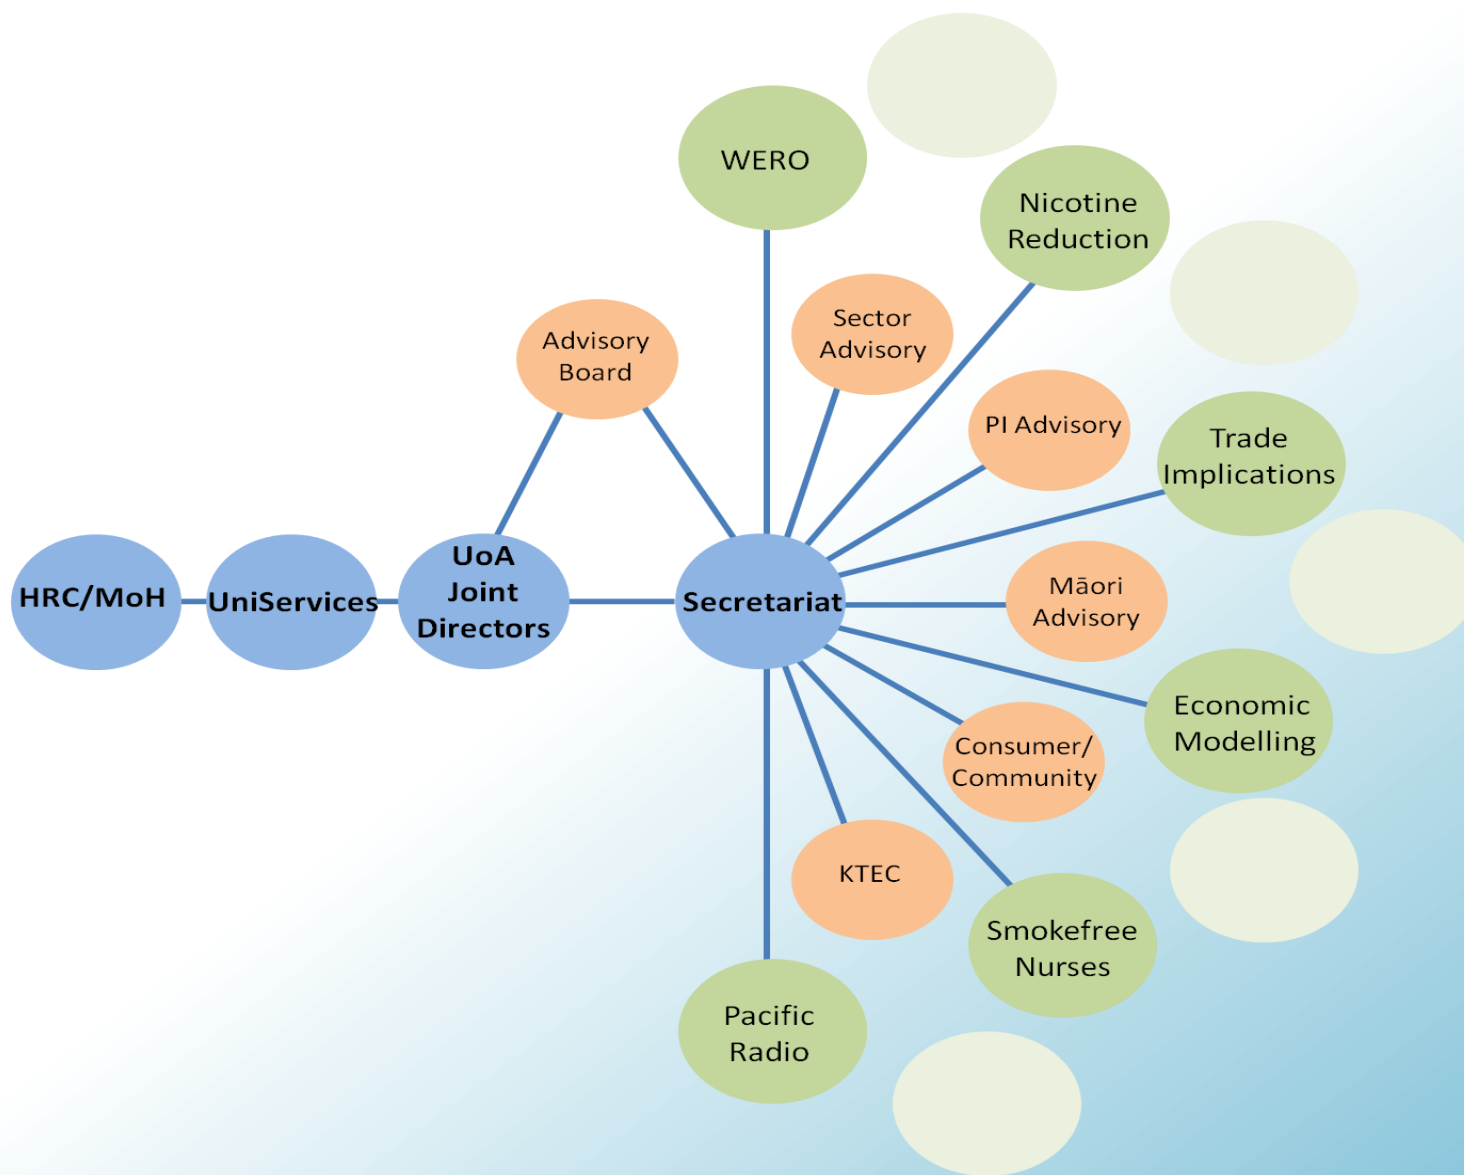 WERO
Nicotine
Reduction
Sector
Advisory
Advisory
Board
PI Advisory
Trade
Implications
HRC/MoH
UniServices
UoA
Joint
Directors
Secretariat
Māori
Advisory
Economic
Modelling
Consumer/
Community
KTEC
Smokefree
Nurses
Pacific
Radio